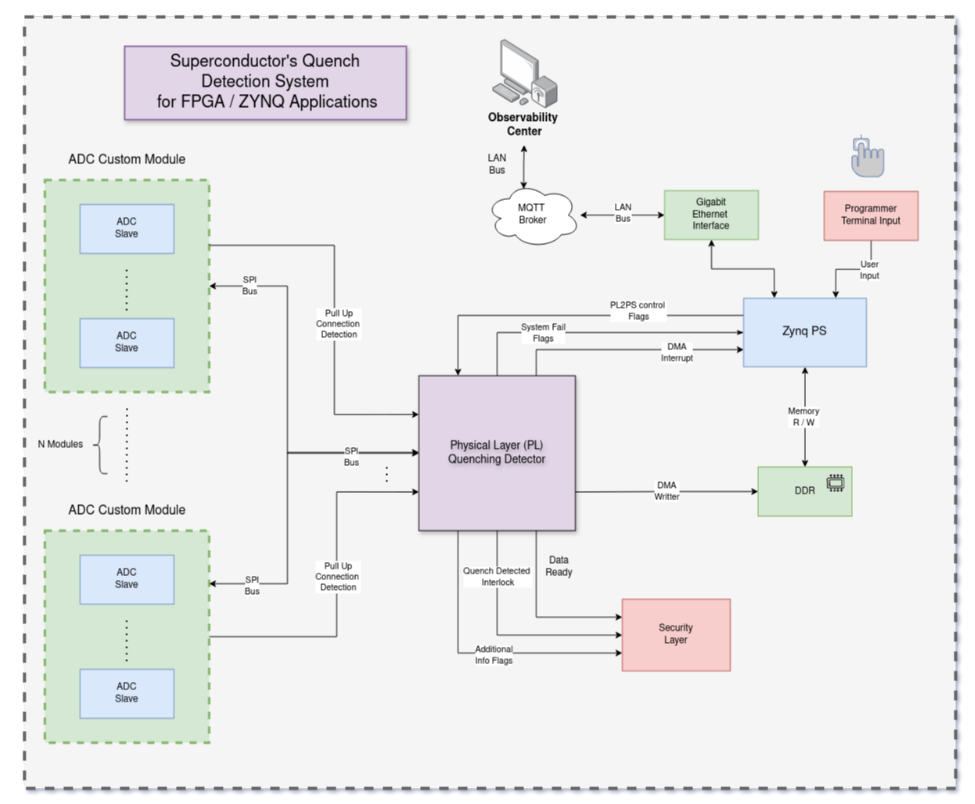 Superconductor's Quench
Detection System
for FPGA / ZYNQ Applications
Observability
Center
LAN
Bus
MQTT
Broker
LAN
Bus
Gigabit
Ethernet
Interface
Programmer
Terminal Input
User
Input
ADC Custom Module
ADC
Slave
ADC
Slave
SPI
Bus
Pull Up
Connection
Detection
PL2PS control
Flags
System Fail
Flags
DMA
Interrupt
Zynq PS
Memory
R / W
N Modules
SPI
Bus
Physical Layer (PL)
Quenching Detector
DMA
Writter
DDR
ADC Custom Module
ADC
Slave
ADC
Slave
SPI
Bus
Pull Up
Connection
Detection
Quench Detected
Interlock
Data
Ready
Additional
Info Flags
Security
Layer